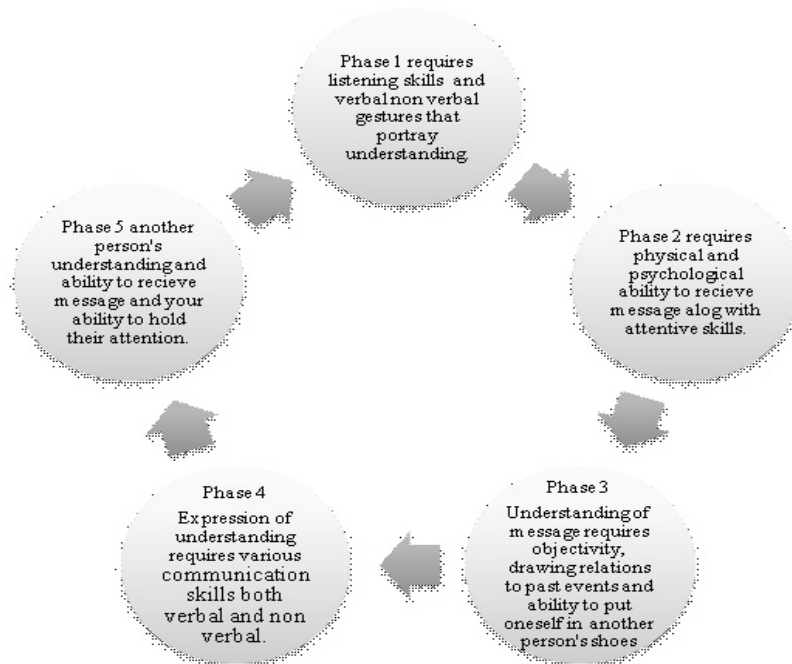 Phase 1 requires
listening skills and
verbal non verbal
gestures that
portray
understanding.
Phase 2 requires
physical and
psychological
ability to recieve
message alog with
attentive skills.
Phase 3
Understanding of
message requires
objectivity,
drawing relations
to past events and
ability to put
oneself in another
person's shoes
Phase 4
Expression of
understanding
requires various
communication
skills both
verbal and non
verbal.
Phase 5 another
person's
understanding and
ability to recieve
message and your
ability to hold
their attention.